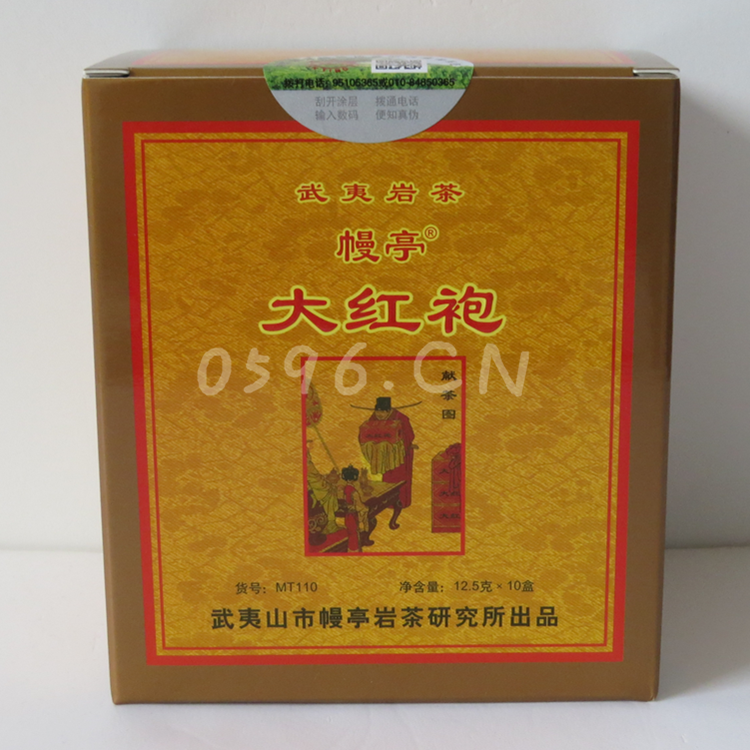 拨打电话:95106365或010-84650365
刮开涂层 拨通电话
输入数码 便知真伪
武夷岩茶
幔亭®
大红袍
0596.CN
献茶图
货号:MT110 净含量:12.5克×10盒
武夷山市幔亭岩茶研究所出品